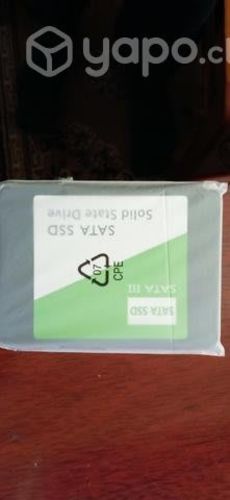 yapo.cl
SATA SSD
Solid State Drive
07
CPE
SATA III
SATA SSD